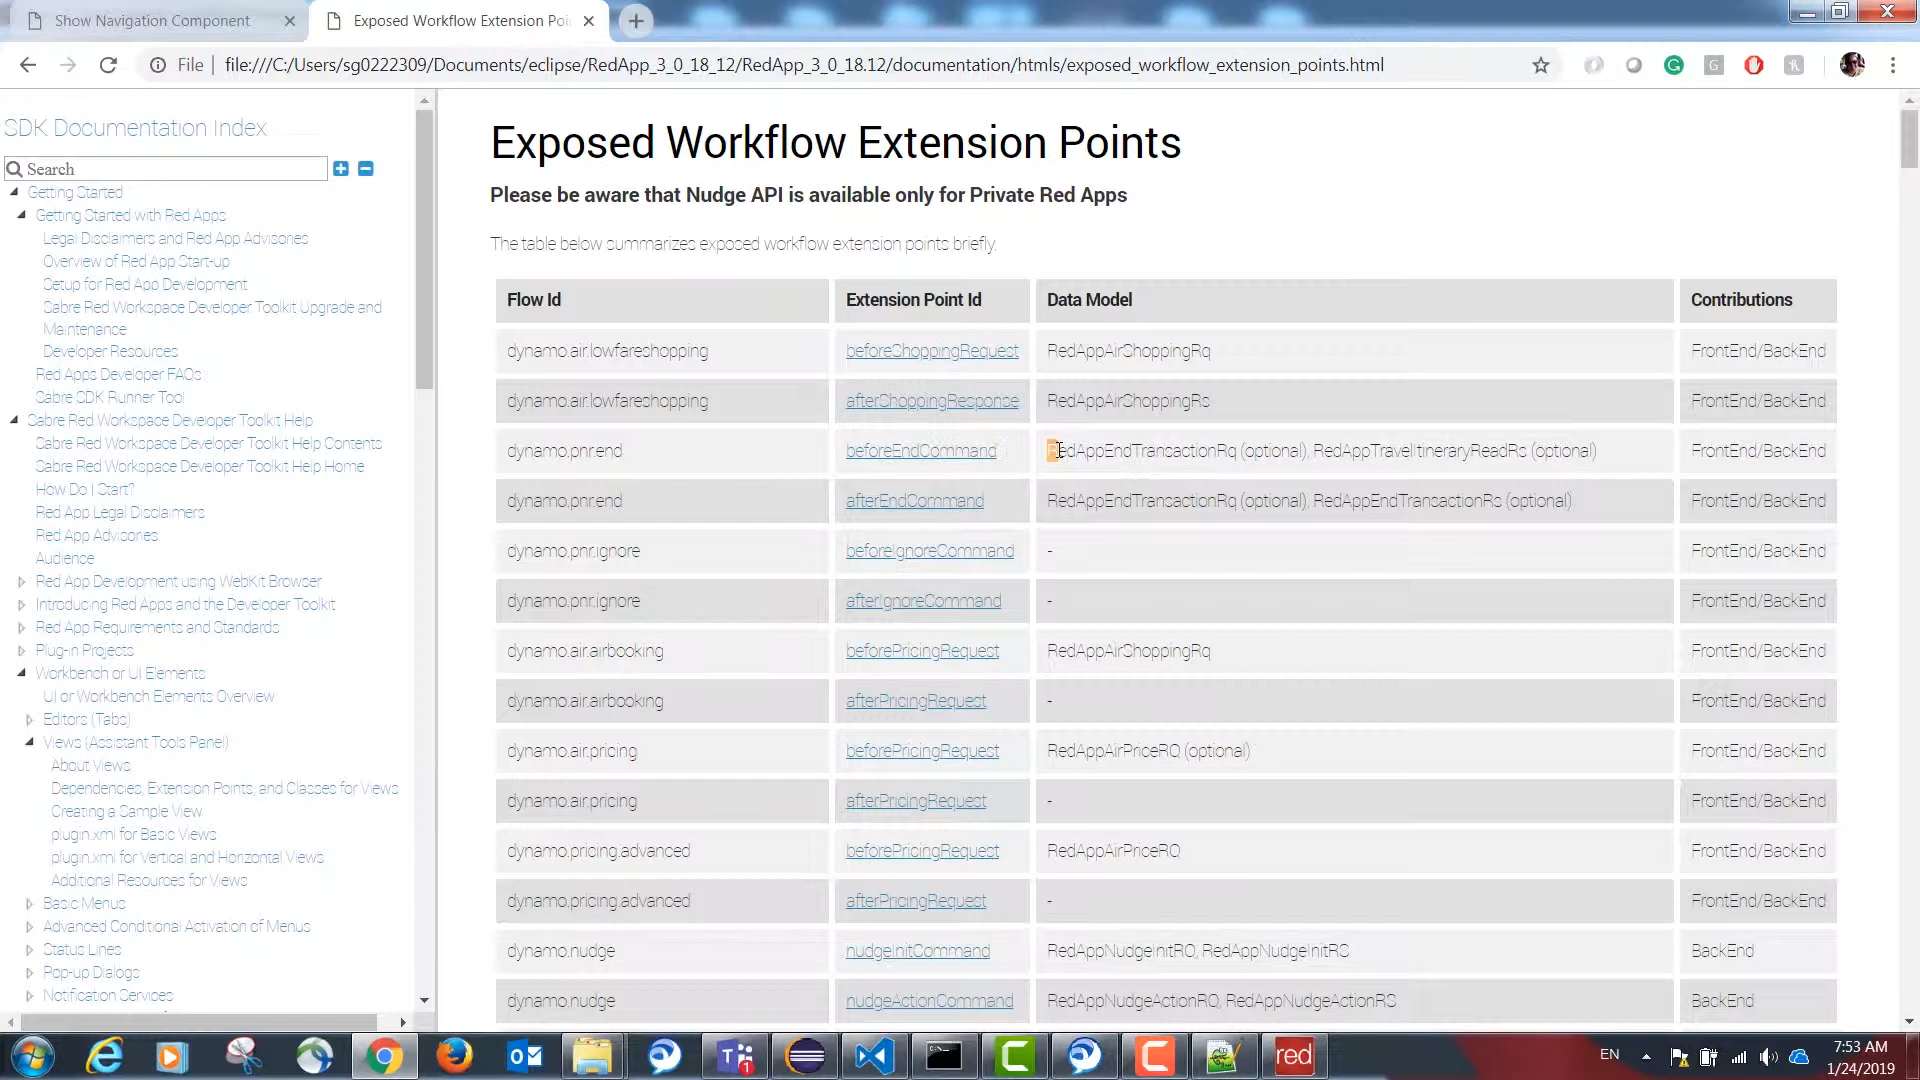 Show Navigation Component
Exposed Workflow Extension Poi
File | file:///C:/Users/sg0222309/Documents/eclipse/RedApp_3_0_18_12/RedApp_3_0_18.12/documentation/htmls/exposed_workflow_extension_points.html
SDK Documentation Index
Search
Getting Started
Getting Started with Red Apps
Legal Disclaimers and Red App Advisories
Overview of Red App Start-up
Setup for Red App Development
Sabre Red Workspace Developer Toolkit Upgrade and
Maintenance
Developer Resources
Red Apps Developer FAQs
Sabre SDK Runner Tool
Sabre Red Workspace Developer Toolkit Help
Sabre Red Workspace Developer Toolkit Help Contents
Sabre Red Workspace Developer Toolkit Help Home
How Do I Start?
Red App Legal Disclaimers
Red App Advisories
Audience
Red App Development using WebKit Browser
Introducing Red Apps and the Developer Toolkit
Red App Requirements and Standards
Plug-in Projects
Workbench or UI Elements
UI or Workbench Elements Overview
Editors (Tabs)
Views (Assistant Tools Panel)
About Views
Dependencies, Extension Points, and Classes for Views
Creating a Sample View
plugin.xml for Basic Views
plugin.xml for Vertical and Horizontal Views
Additional Resources for Views
Basic Menus
Advanced Conditional Activation of Menus
Status Lines
Pop-up Dialogs
Notification Services
Exposed Workflow Extension Points
Please be aware that Nudge API is available only for Private Red Apps
The table below summarizes exposed workflow extension points briefly.
Flow Id Extension Point Id Data Model Contributions
dynamo.air.lowfareshopping beforeShoppingRequest RedAppAirShoppingRq FrontEnd/BackEnd
dynamo.air.lowfareshopping afterShoppingResponse RedAppAirShoppingRs FrontEnd/BackEnd
dynamo.pnr.end beforeEndCommand RedAppEndTransactionRq (optional), RedAppTravelItineraryReadRs (optional) FrontEnd/BackEnd
dynamo.pnr.end afterEndCommand RedAppEndTransactionRq (optional), RedAppEndTransactionRs (optional) FrontEnd/BackEnd
dynamo.pnr.ignore beforeIgnoreCommand - FrontEnd/BackEnd
dynamo.pnr.ignore afterIgnoreCommand - FrontEnd/BackEnd
dynamo.air.airbooking beforePricingRequest RedAppAirShoppingRq FrontEnd/BackEnd
dynamo.air.airbooking afterPricingRequest - FrontEnd/BackEnd
dynamo.air.pricing beforePricingRequest RedAppAirPriceRQ (optional) FrontEnd/BackEnd
dynamo.air.pricing afterPricingRequest - FrontEnd/BackEnd
dynamo.pricing.advanced beforePricingRequest RedAppAirPriceRQ FrontEnd/BackEnd
dynamo.pricing.advanced afterPricingRequest - FrontEnd/BackEnd
dynamo.nudge nudgeInitCommand RedAppNudgeInitRQ, RedAppNudgeInitRS BackEnd
dynamo.nudge nudgeActionCommand RedAppNudgeActionRQ, RedAppNudgeActionRS BackEnd
red
EN
7:53 AM
1/24/2019